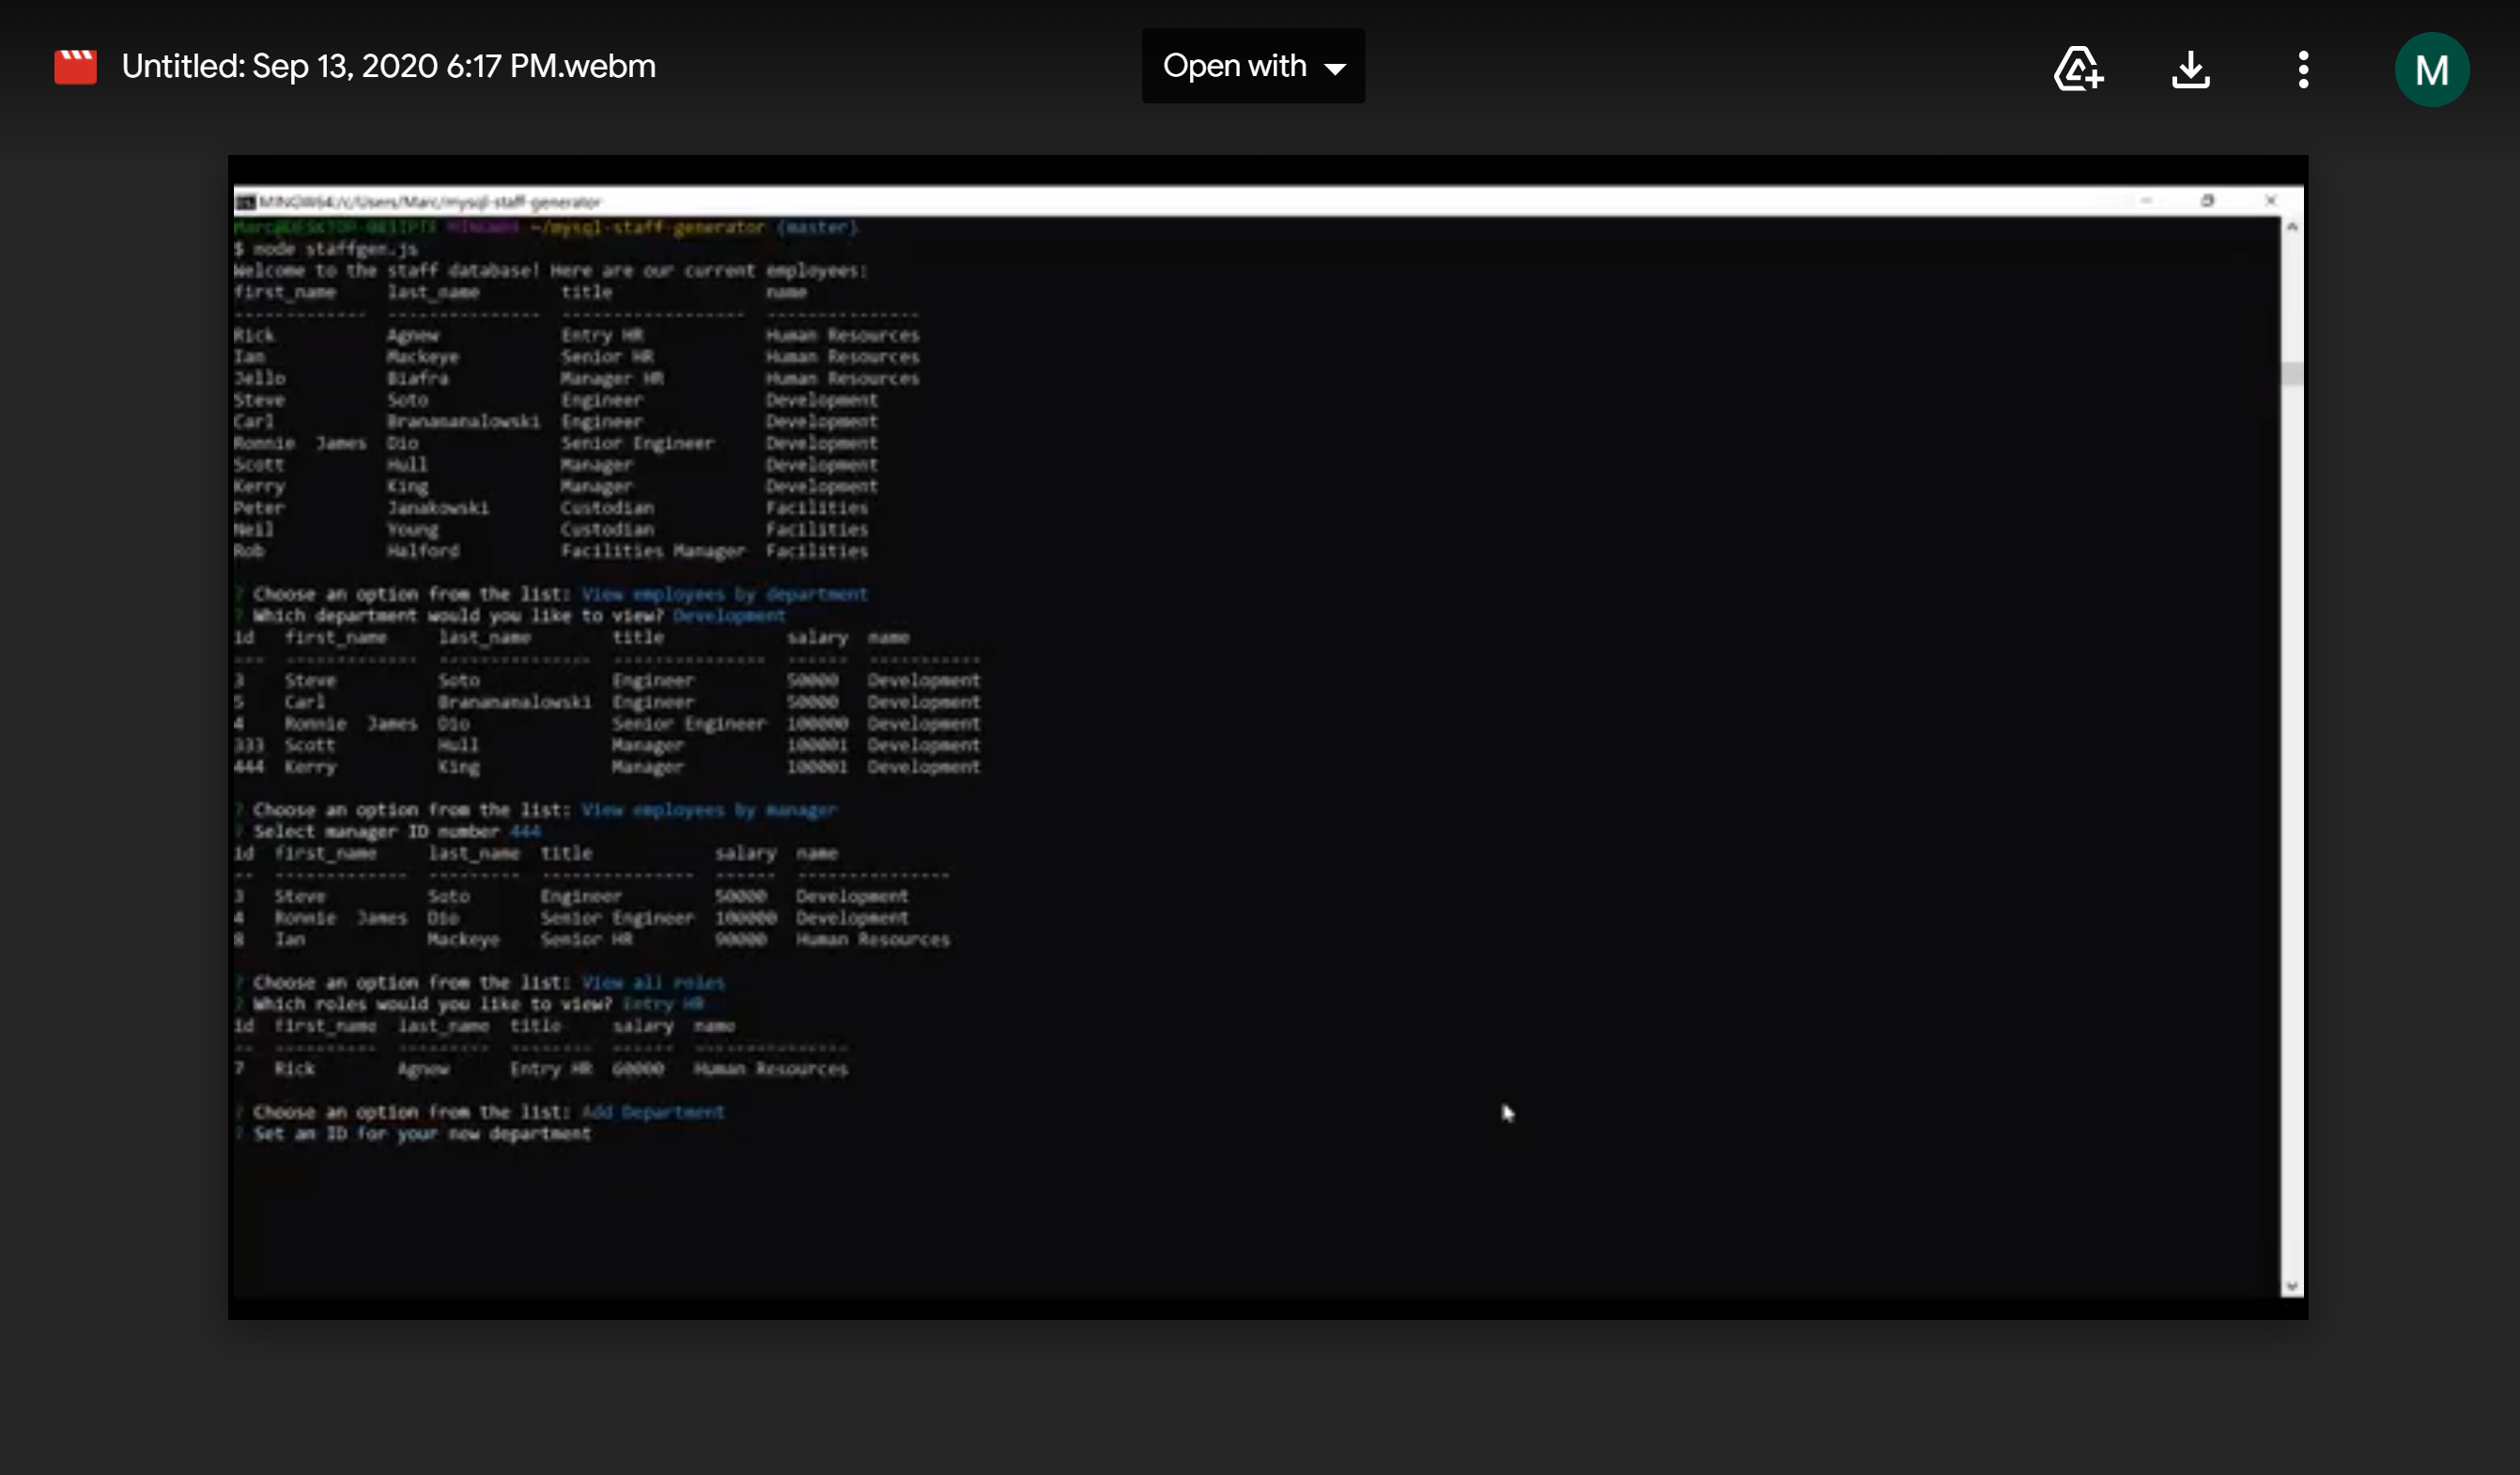 Untitled: Sep 13, 2020 6:17 PM.webm
Open with
M
MINGW64:/c/Users/Marc/mysql-staff-generator
~/mysql-staff-generator (master)
$ node staffgen.js
Welcome to the staff database! Here are our current employees:
first_name last_name title name
------------- --------------- ------------------ ---------------
Rick Agnew Entry HR Human Resources
Ian Mackeye Senior HR Human Resources
Jello Biafra Manager HR Human Resources
Steve Soto Engineer Development
Carl Branananalowski Engineer Development
Ronnie James Dio Senior Engineer Development
Scott Hull Manager Development
Kerry King Manager Development
Peter Janakowski Custodian Facilities
Neil Young Custodian Facilities
Rob Halford Facilities Manager Facilities
? Choose an option from the list: View employees by department
? Which department would you like to view? Development
id first_name last_name title salary name
--- ------------- --------------- --------------- ------ -----------
3 Steve Soto Engineer 50000 Development
5 Carl Branananalowski Engineer 50000 Development
4 Ronnie James Dio Senior Engineer 100000 Development
333 Scott Hull Manager 100001 Development
444 Kerry King Manager 100001 Development
? Choose an option from the list: View employees by manager
? Select manager ID number 444
id first_name last_name title salary name
-- ------------- --------- --------------- ------ ---------------
3 Steve Soto Engineer 50000 Development
4 Ronnie James Dio Senior Engineer 100000 Development
8 Ian Mackeye Senior HR 90000 Human Resources
? Choose an option from the list: View all roles
? Which roles would you like to view? Entry HR
id first_name last_name title salary name
-- ---------- --------- -------- ------ ---------------
7 Rick Agnew Entry HR 60000 Human Resources
? Choose an option from the list: Add Department
? Set an ID for your new department